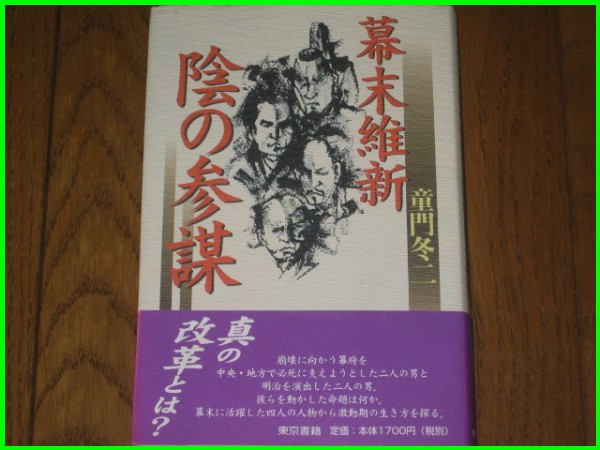 幕末維新
陰の参謀
童門冬二
真の
改革とは?
崩壊に向かう幕府を
中央・地方で必死に支えようとした二人の男と
明治を演出した二人の男。
彼らを動かした命題は何か。
幕末に活躍した四人の人物から激動期の生き方を探る。
東京書籍 定価:本体1700円(税別)